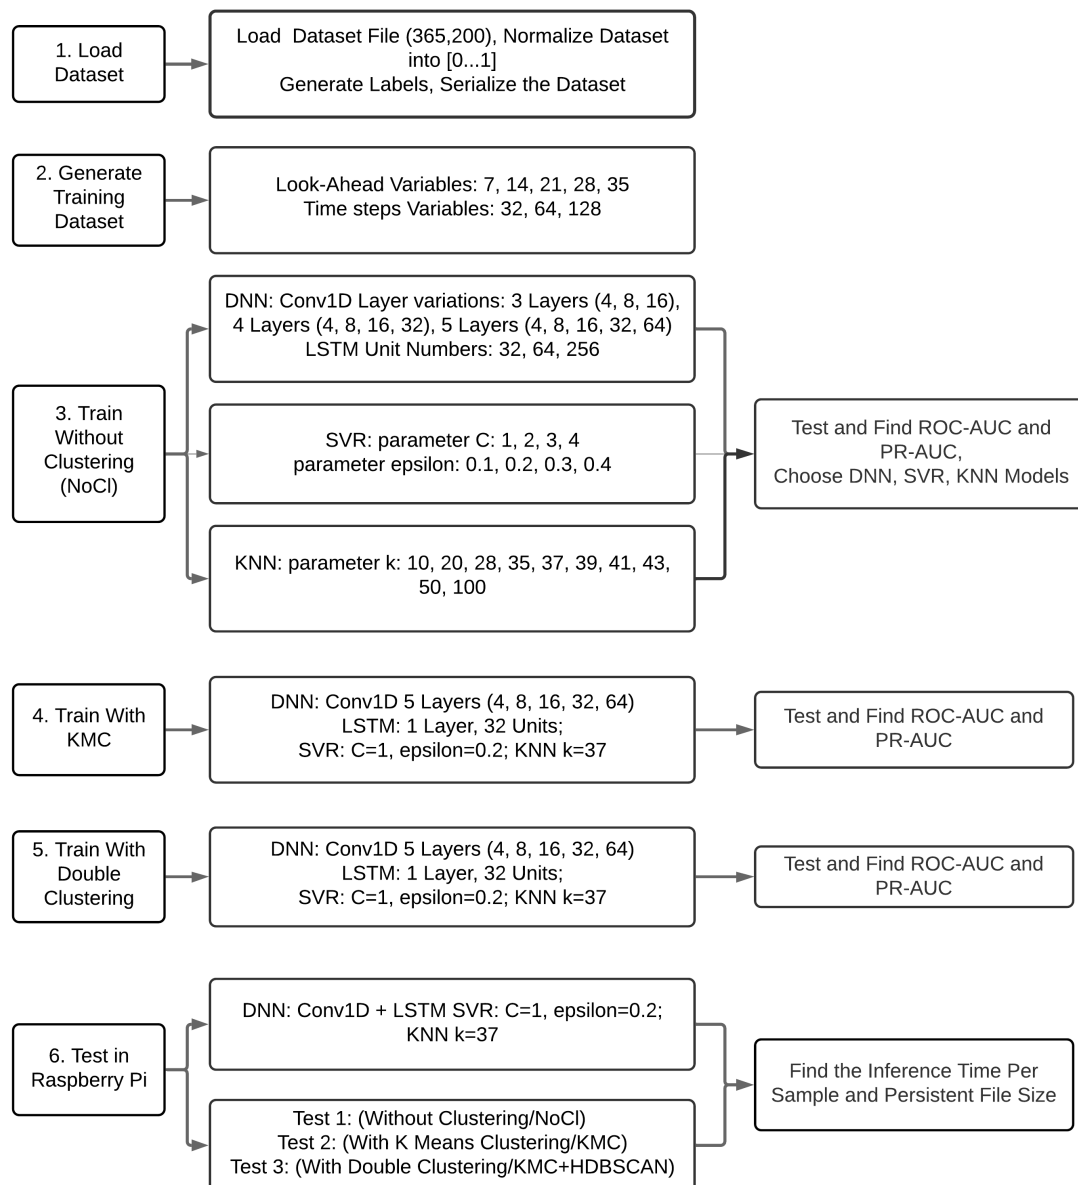 1. Load
Dataset
Load Dataset File (365,200), Normalize Dataset
into [0...1]
Generate Labels, Serialize the Dataset
2. Generate
Training
Dataset
Look-Ahead Variables: 7, 14, 21, 28, 35
Time steps Variables: 32, 64, 128
3. Train
Without
Clustering
(NoCl)
DNN: Conv1D Layer variations: 3 Layers (4, 8, 16),
4 Layers (4, 8, 16, 32), 5 Layers (4, 8, 16, 32, 64)
LSTM Unit Numbers: 32, 64, 256
SVR: parameter C: 1, 2, 3, 4
parameter epsilon: 0.1, 0.2, 0.3, 0.4
KNN: parameter k: 10, 20, 28, 35, 37, 39, 41, 43,
50, 100
Test and Find ROC-AUC and
PR-AUC,
Choose DNN, SVR, KNN Models
4. Train With
KMC
DNN: Conv1D 5 Layers (4, 8, 16, 32, 64)
LSTM: 1 Layer, 32 Units;
SVR: C=1, epsilon=0.2; KNN k=37
Test and Find ROC-AUC and
PR-AUC
5. Train With
Double
Clustering
DNN: Conv1D 5 Layers (4, 8, 16, 32, 64)
LSTM: 1 Layer, 32 Units;
SVR: C=1, epsilon=0.2; KNN k=37
Test and Find ROC-AUC and
PR-AUC
6. Test in
Raspberry Pi
DNN: Conv1D + LSTM SVR: C=1, epsilon=0.2;
KNN k=37
Test 1: (Without Clustering/NoCl)
Test 2: (With K Means Clustering/KMC)
Test 3: (With Double Clustering/KMC+HDBSCAN)
Find the Inference Time Per
Sample and Persistent File Size